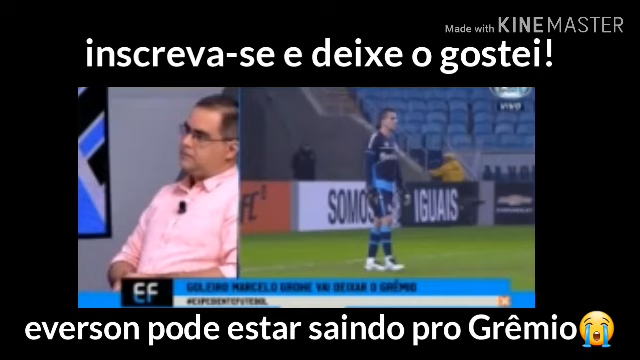 Made with KINEMASTER
inscreva-se e deixe o gostei!
VIVO
SOMOS IGUAIS
CHEVROLET
EF
GOLEIRO MARCELO GROHE VAI DEIXAR O GRÊMIO
#EXPEDIENTEFUTEBOL
everson pode estar saindo pro Grêmio😭